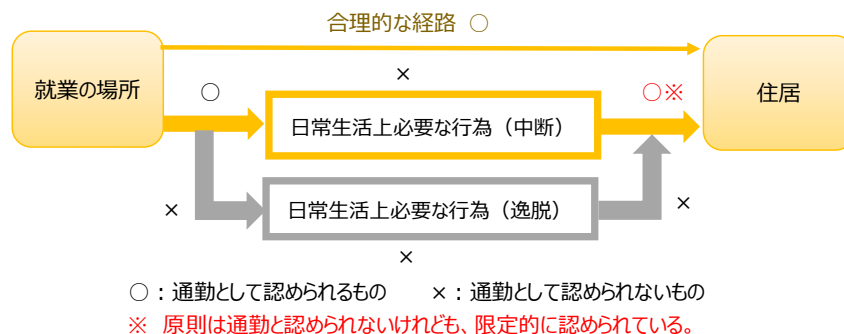 合理的な経路 ○
就業の場所
○
×
○※
住居
日常生活上必要な行為（中断）
×
日常生活上必要な行為（逸脱）
×
×
○：通勤として認められるもの　×：通勤として認められないもの
※ 原則は通勤と認められないけれども、限定的に認められている。